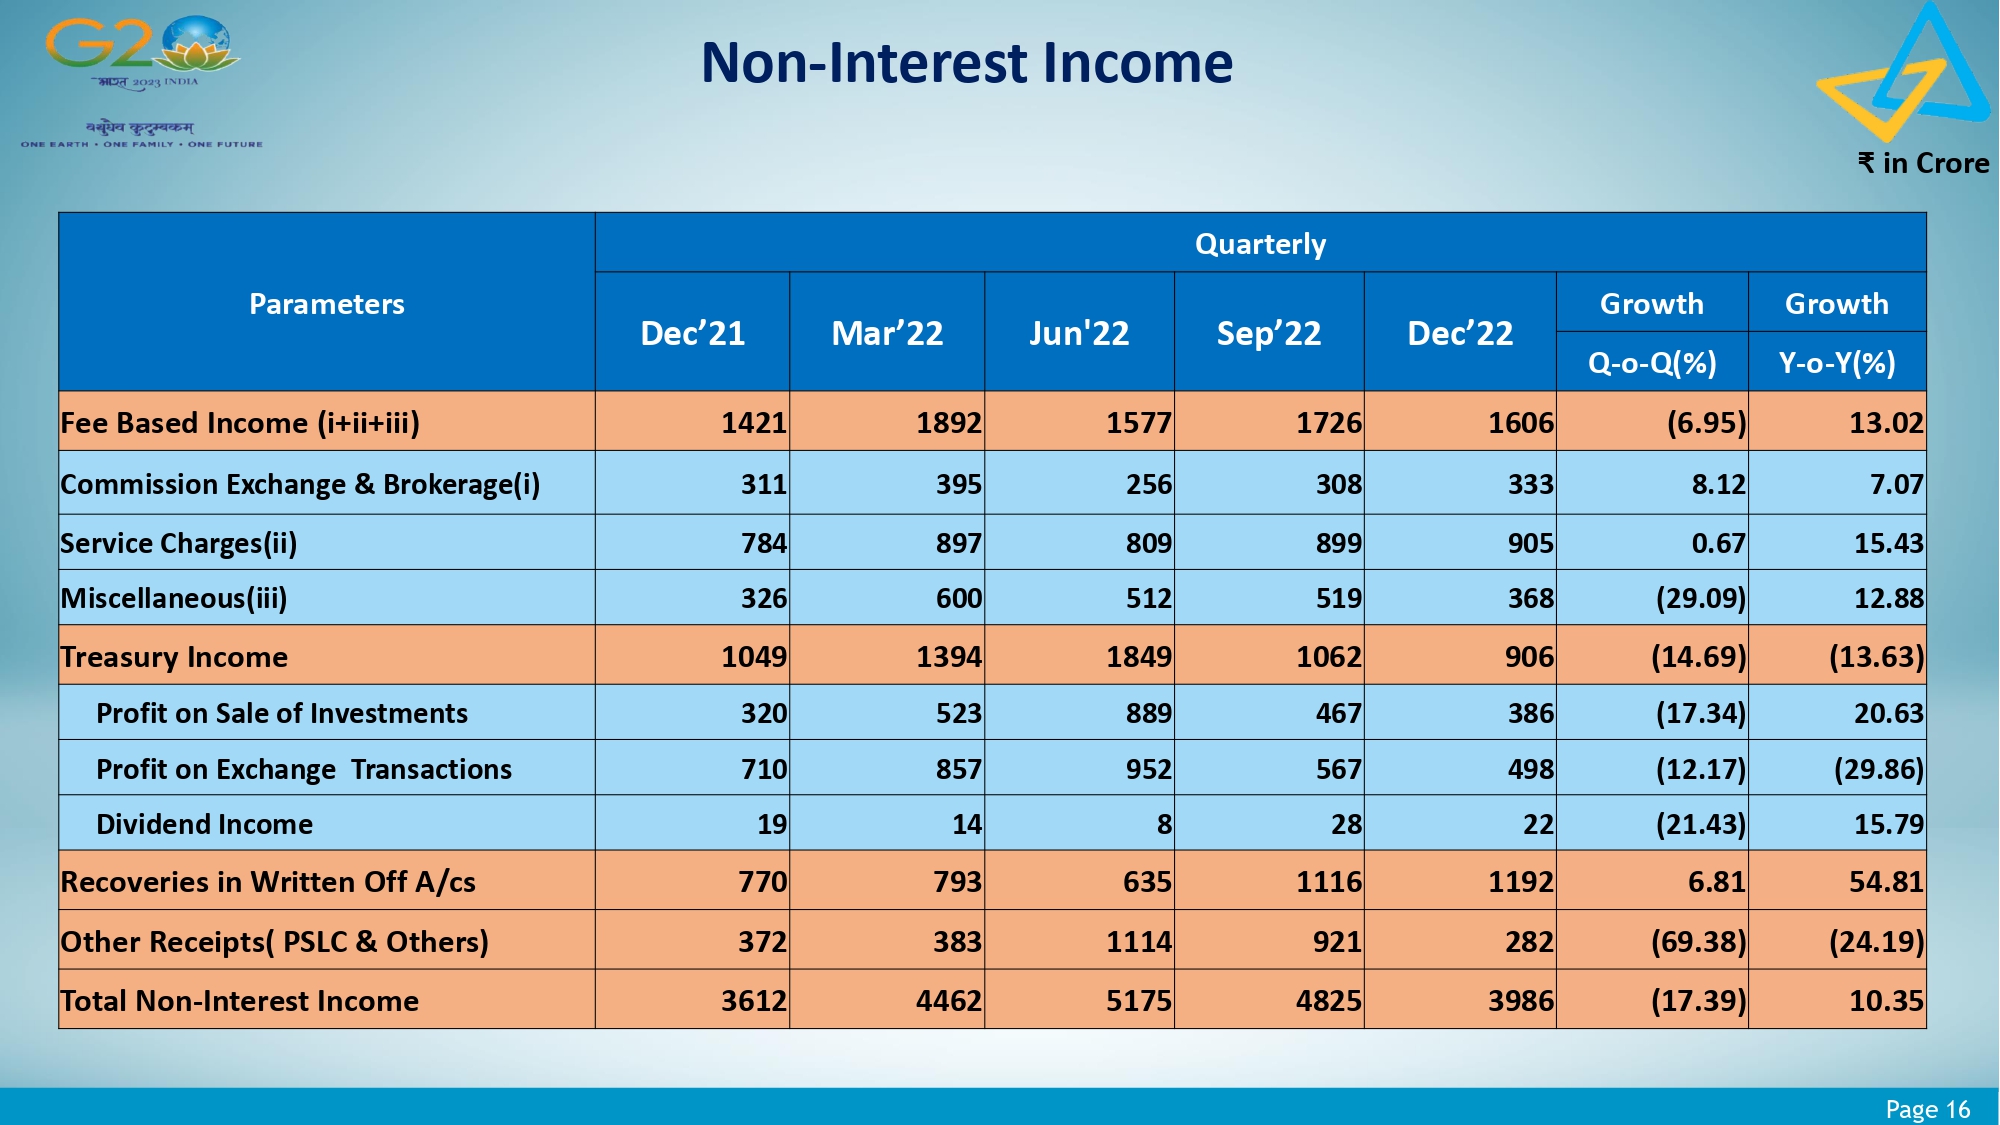 G20
भारत 2023 INDIA
वसुधैव कुटुम्बकम्
ONE EARTH • ONE FAMILY • ONE FUTURE
Non-Interest Income
₹ in Crore
Parameters
Quarterly
Dec’21 Mar’22 Jun'22 Sep’22 Dec’22 Growth Growth
Q-o-Q(%) Y-o-Y(%)
Fee Based Income (i+ii+iii) 1421 1892 1577 1726 1606 (6.95) 13.02
Commission Exchange & Brokerage(i) 311 395 256 308 333 8.12 7.07
Service Charges(ii) 784 897 809 899 905 0.67 15.43
Miscellaneous(iii) 326 600 512 519 368 (29.09) 12.88
Treasury Income 1049 1394 1849 1062 906 (14.69) (13.63)
Profit on Sale of Investments 320 523 889 467 386 (17.34) 20.63
Profit on Exchange Transactions 710 857 952 567 498 (12.17) (29.86)
Dividend Income 19 14 8 28 22 (21.43) 15.79
Recoveries in Written Off A/cs 770 793 635 1116 1192 6.81 54.81
Other Receipts( PSLC & Others) 372 383 1114 921 282 (69.38) (24.19)
Total Non-Interest Income 3612 4462 5175 4825 3986 (17.39) 10.35
Page 16